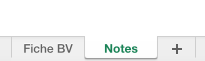 Fiche BV Notes +